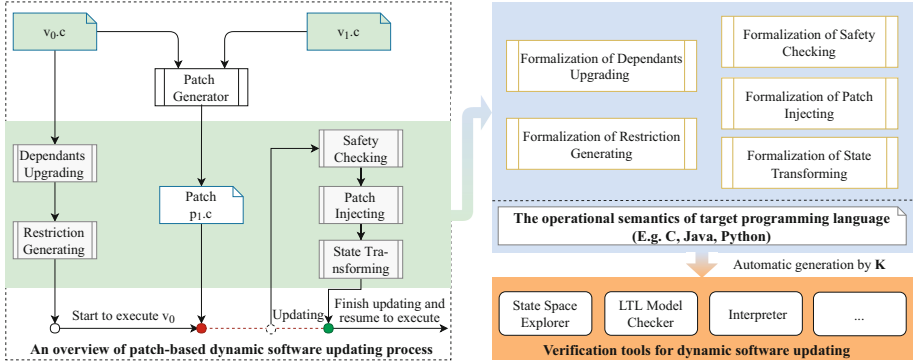 v0.c
v1.c
Patch
Generator
Dependants
Upgrading
Restriction
Generating
Patch
p1.c
Safety
Checking
Patch
Injecting
State Tra-
nsforming
Start to execute v0
Updating
Finish updating and
resume to execute
An overview of patch-based dynamic software updating process
Formalization of Dependants
Upgrading
Formalization of Restriction
Generating
Formalization of Safety
Checking
Formalization of Patch
Injecting
Formalization of State
Transforming
The operational semantics of target programming language
(E.g. C, Java, Python)
Automatic generation by K
State Space
Explorer
LTL Model
Checker
Interpreter
...
Verification tools for dynamic software updating